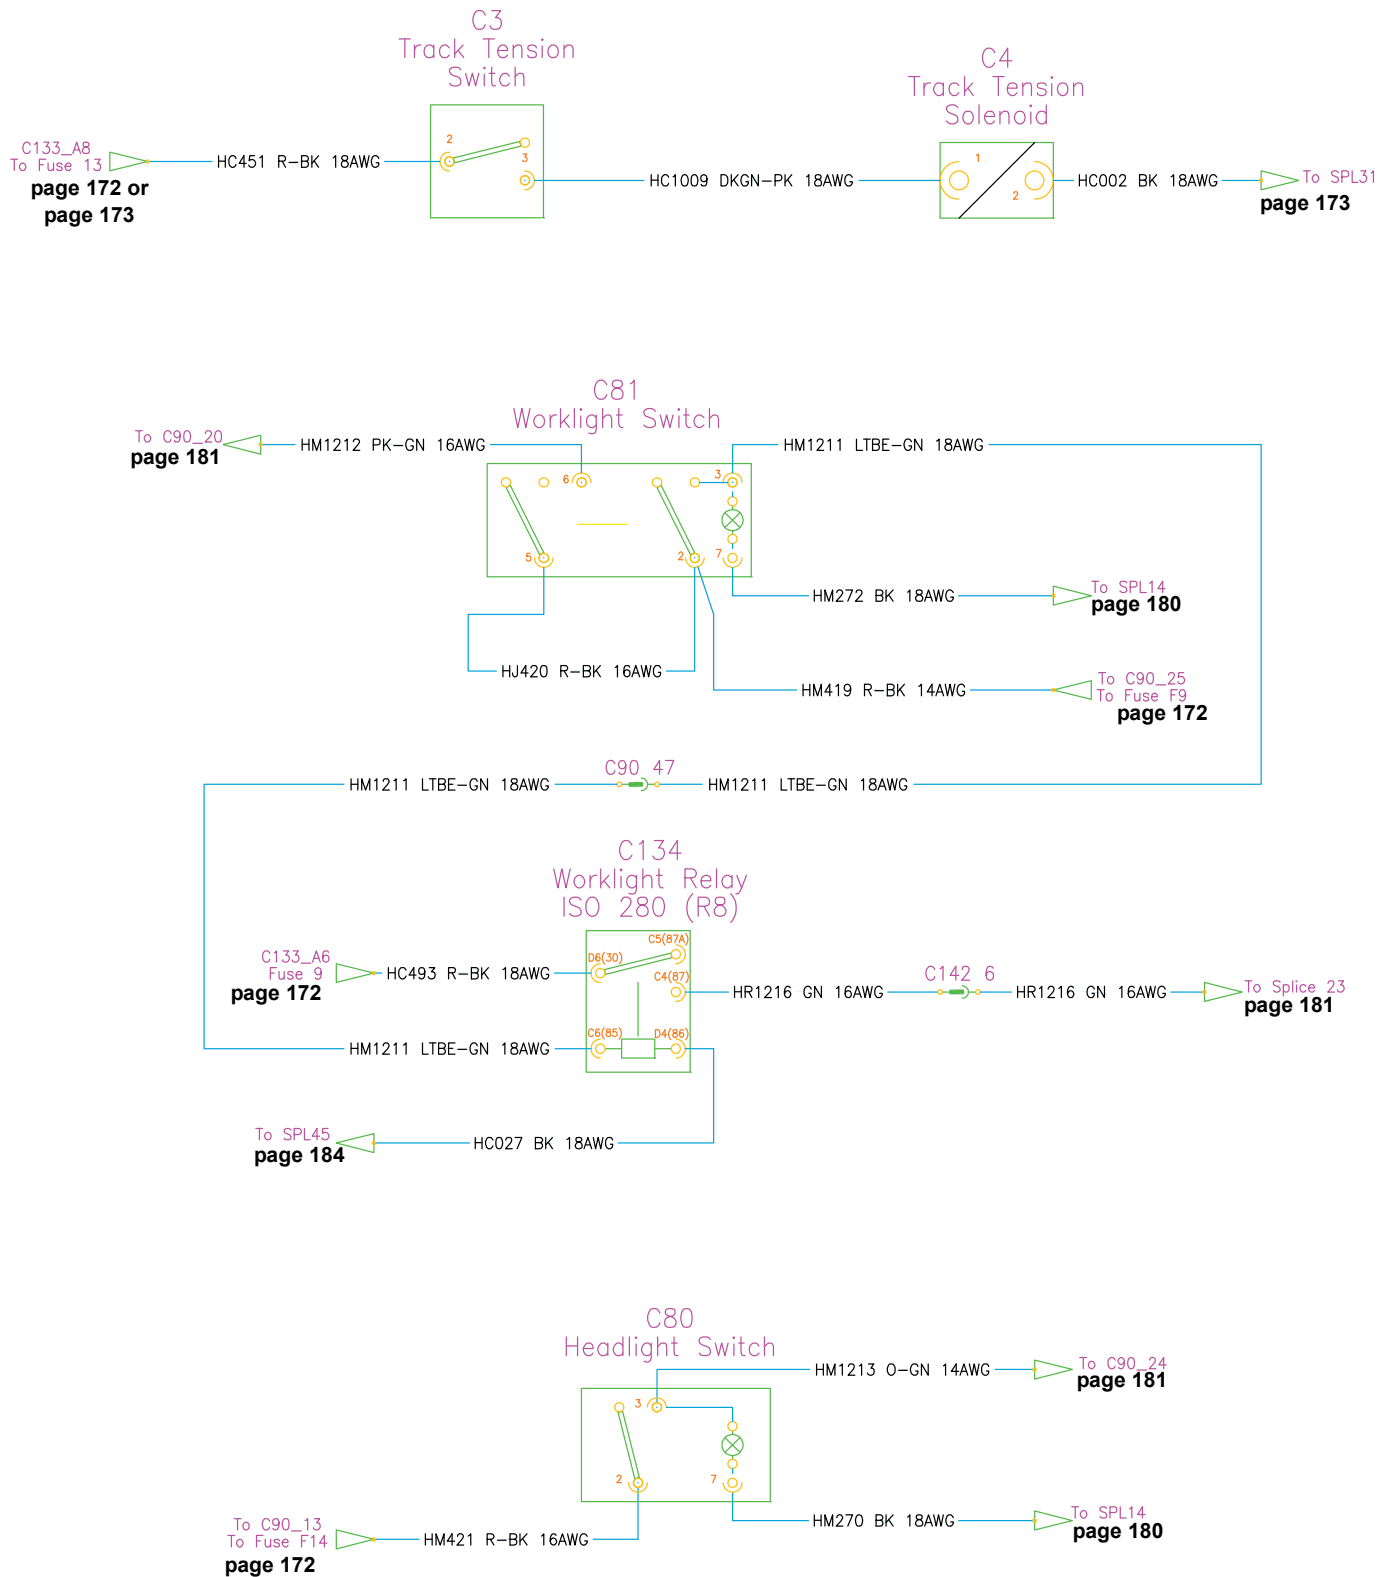 C3
Track Tension
Switch
C4
Track Tension
Solenoid
C133_A8
To Fuse 13
page 172 or
page 173
HC451 R-BK 18AWG
2
3
HC1009 DKGN-PK 18AWG
1
2
HC002 BK 18AWG
To SPL31
page 173
C81
Worklight Switch
To C90_20
page 181
HM1212 PK-GN 16AWG
HM1211 LTBE-GN 18AWG
6
3
5
2
7
HM272 BK 18AWG
To SPL14
page 180
HJ420 R-BK 16AWG
HM419 R-BK 14AWG
To C90_25
To Fuse F9
page 172
C90 47
HM1211 LTBE-GN 18AWG
HM1211 LTBE-GN 18AWG
C134
Worklight Relay
ISO 280 (R8)
C133_A6
Fuse 9
page 172
HC493 R-BK 18AWG
C5(87A)
D6(30)
C4(87)
HR1216 GN 16AWG
C142 6
HR1216 GN 16AWG
To Splice 23
page 181
HM1211 LTBE-GN 18AWG
C6(85)
D4(86)
To SPL45
page 184
HC027 BK 18AWG
C80
Headlight Switch
HM1213 O-GN 14AWG
To C90_24
page 181
3
2
7
HM270 BK 18AWG
To SPL14
page 180
To C90_13
To Fuse F14
page 172
HM421 R-BK 16AWG